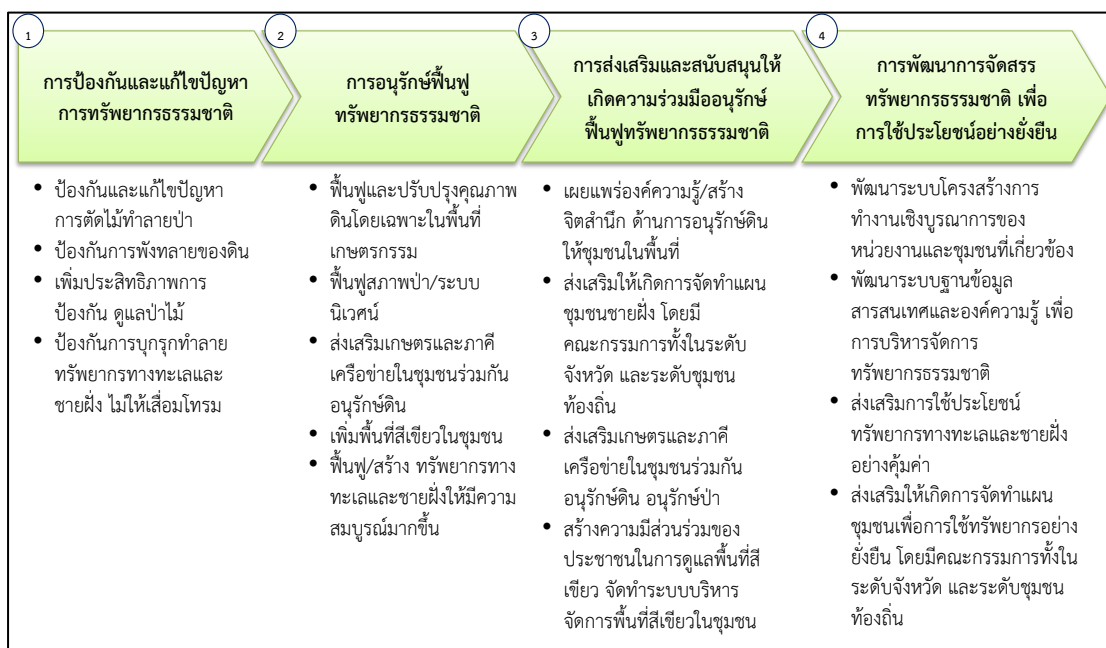 1
การป้องกันและแก้ไขปัญหา
การทรัพยากรธรรมชาติ
• ป้องกันและแก้ไขปัญหา
การตัดไม้ทำลายป่า
• ป้องกันการพังทลายของดิน
• เพิ่มประสิทธิภาพการ
ป้องกัน ดูแลป่าไม้
• ป้องกันการบุกรุกทำลาย
ทรัพยากรทางทะเลและ
ชายฝั่ง ไม่ให้เสื่อมโทรม
2
การอนุรักษ์ฟื้นฟู
ทรัพยากรธรรมชาติ
• ฟื้นฟูและปรับปรุงคุณภาพ
ดินโดยเฉพาะในพื้นที่
เกษตรกรรม
• ฟื้นฟูสภาพป่า/ระบบ
นิเวศน์
• ส่งเสริมเกษตรและภาคี
เครือข่ายในชุมชนร่วมกัน
อนุรักษ์ดิน
• เพิ่มพื้นที่สีเขียวในชุมชน
• ฟื้นฟู/สร้าง ทรัพยากรทาง
ทะเลและชายฝั่งให้มีความ
สมบูรณ์มากขึ้น
3
การส่งเสริมและสนับสนุนให้
เกิดความร่วมมืออนุรักษ์
ฟื้นฟูทรัพยากรธรรมชาติ
• เผยแพร่องค์ความรู้/สร้าง
จิตสำนึก ด้านการอนุรักษ์ดิน
ให้ชุมชนในพื้นที่
• ส่งเสริมให้เกิดการจัดทำแผน
ชุมชนชายฝั่ง โดยมี
คณะกรรมการทั้งในระดับ
จังหวัด และระดับชุมชน
ท้องถิ่น
• ส่งเสริมเกษตรและภาคี
เครือข่ายในชุมชนร่วมกัน
อนุรักษ์ดิน อนุรักษ์ป่า
• สร้างความมีส่วนร่วมของ
ประชาชนในการดูแลพื้นที่สี
เขียว จัดทำระบบบริหาร
จัดการพื้นที่สีเขียวในชุมชน
4
การพัฒนาการจัดสรร
ทรัพยากรธรรมชาติ เพื่อ
การใช้ประโยชน์อย่างยั่งยืน
• พัฒนาระบบโครงสร้างการ
ทำงานเชิงบูรณาการของ
หน่วยงานและชุมชนที่เกี่ยวข้อง
• พัฒนาระบบฐานข้อมูล
สารสนเทศและองค์ความรู้ เพื่อ
การบริหารจัดการ
ทรัพยากรธรรมชาติ
• ส่งเสริมการใช้ประโยชน์
ทรัพยากรทางทะเลและชายฝั่ง
อย่างคุ้มค่า
• ส่งเสริมให้เกิดการจัดทำแผน
ชุมชนเพื่อการใช้ทรัพยากรอย่าง
ยั่งยืน โดยมีคณะกรรมการทั้งใน
ระดับจังหวัด และระดับชุมชน
ท้องถิ่น